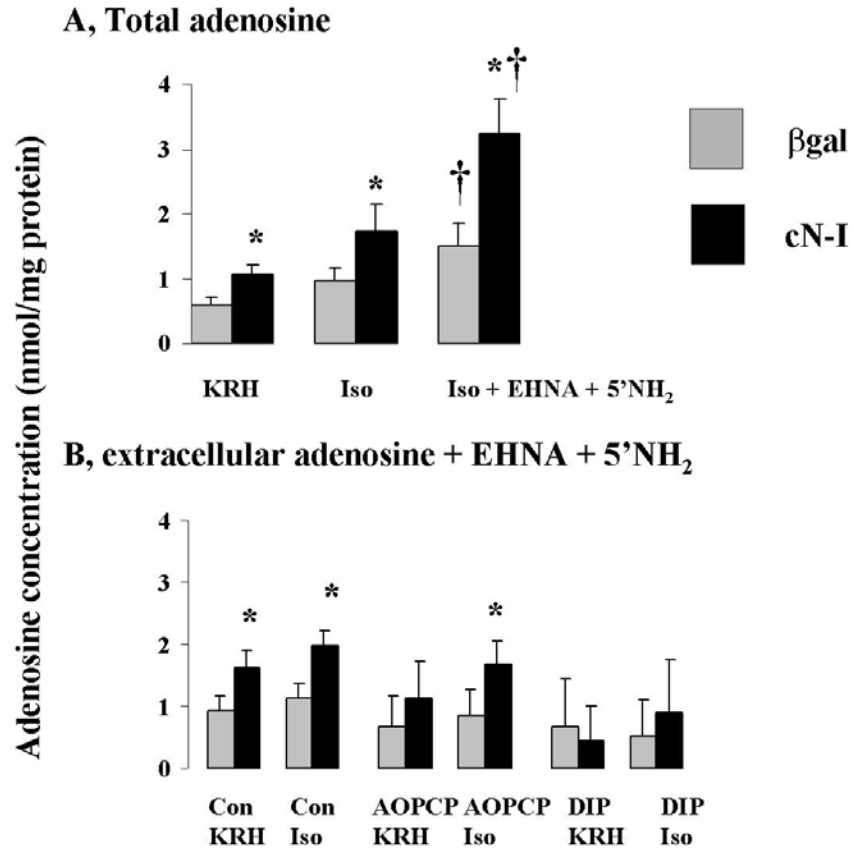 A, Total adenosine
Adenosine concentration (nmol/mg protein)
4
3
2
1
0
*
*
†
*†
βgal
cN-I
KRH
Iso
Iso + EHNA + 5’NH₂
B, extracellular adenosine + EHNA + 5’NH₂
4
3
2
1
0
*
*
*
Con
KRH
Con
Iso
AOPCP
KRH
AOPCP
Iso
DIP
KRH
DIP
Iso